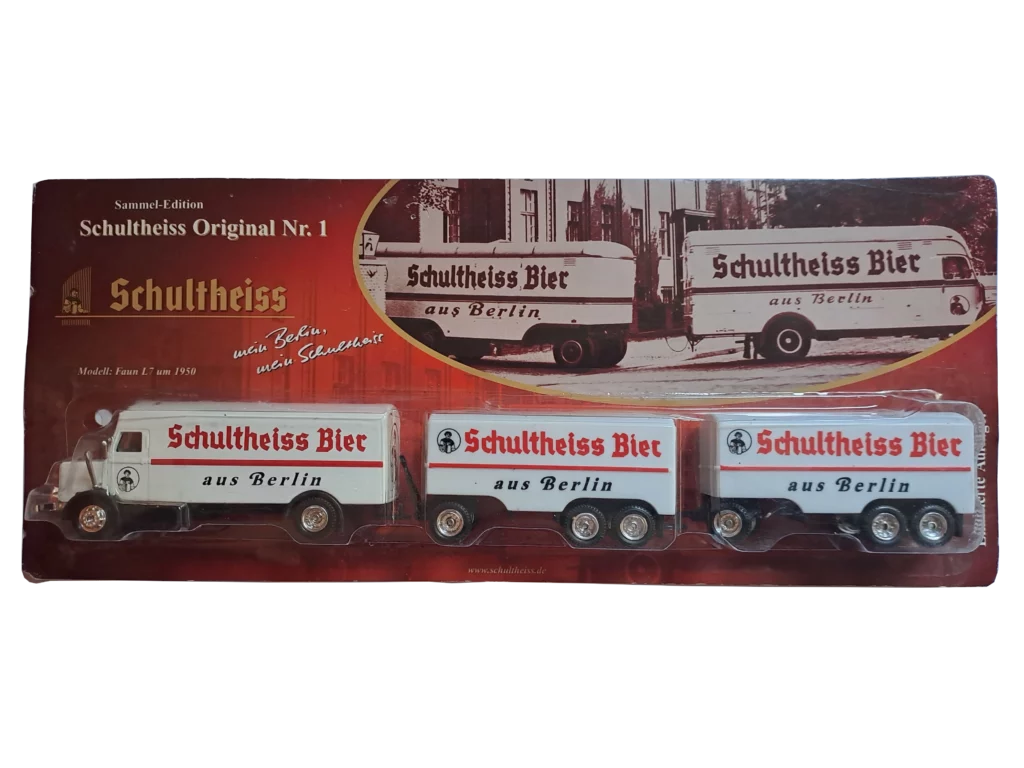 Sammel-Edition
Schultheiss Original Nr. 1
Schultheiss
mein Berlin,
mein Schultheiss
Modell: Faun L7 um 1950
Schultheiss Bier
aus Berlin
Schultheiss Bier
aus Berlin
Schultheiss Bier
aus Berlin
Schultheiss Bier
aus Berlin
Schultheiss Bier
aus Berlin
www.schultheiss.de